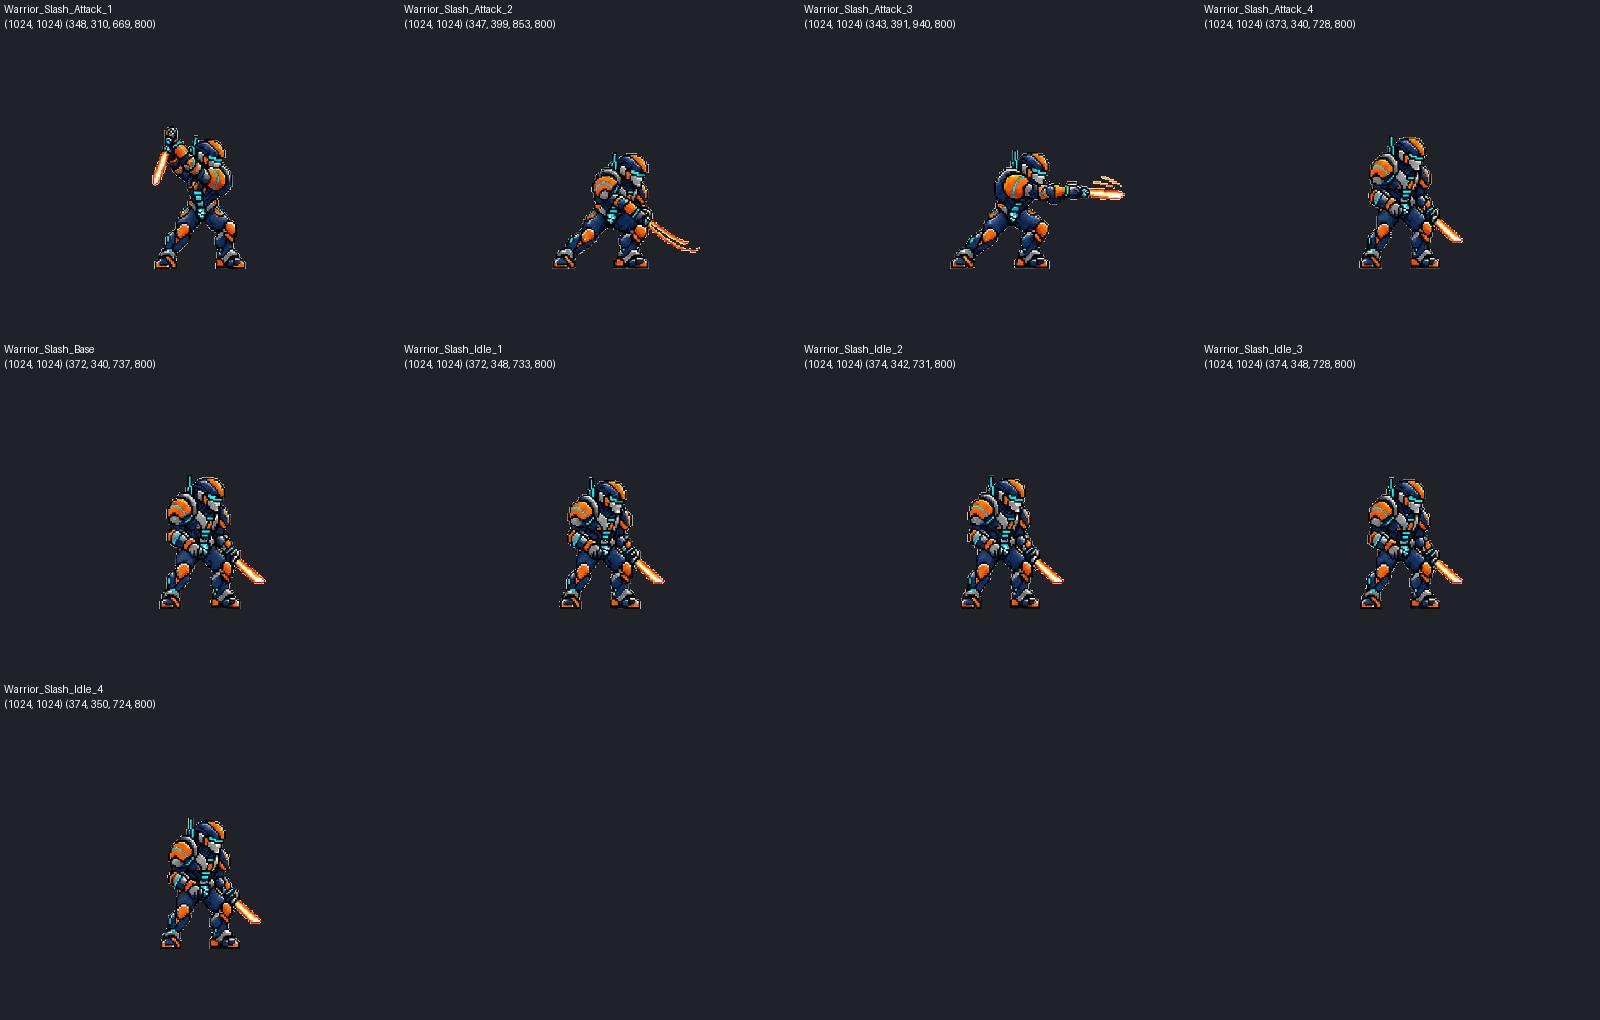 Warrior_Slash_Attack_1
(1024, 1024) (348, 310, 669, 800)
Warrior_Slash_Attack_2
(1024, 1024) (347, 399, 853, 800)
Warrior_Slash_Attack_3
(1024, 1024) (343, 391, 940, 800)
Warrior_Slash_Attack_4
(1024, 1024) (373, 340, 728, 800)
Warrior_Slash_Base
(1024, 1024) (372, 340, 737, 800)
Warrior_Slash_Idle_1
(1024, 1024) (372, 348, 733, 800)
Warrior_Slash_Idle_2
(1024, 1024) (374, 342, 731, 800)
Warrior_Slash_Idle_3
(1024, 1024) (374, 348, 728, 800)
Warrior_Slash_Idle_4
(1024, 1024) (374, 350, 724, 800)